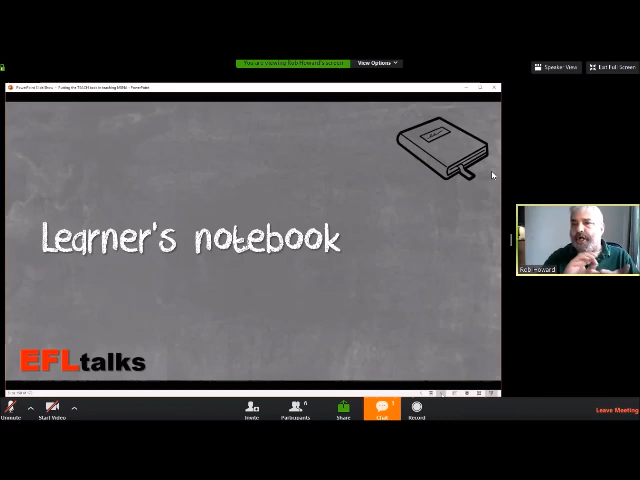 You are viewing Rob Howard's screen
View Options
Speaker View
Exit Full Screen
Learner's notebook
EFLtalks
Rob Howard
Unmute
Start Video
Invite
Participants
Share
Chat
Record
Leave Meeting